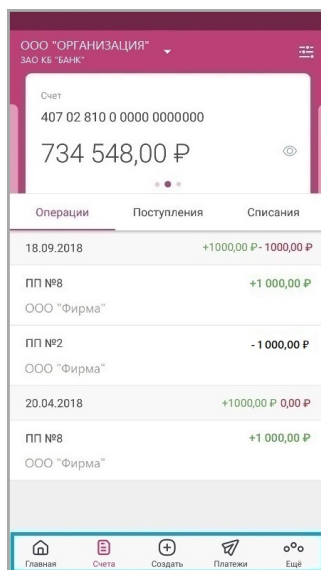 ООО "ОРГАНИЗАЦИЯ"
ЗАО КБ "БАНК"
Счет
407 02 810 0 0000 0000000
734 548,00 ₽
Операции Поступления Списания
18.09.2018 +1000,00 ₽ - 1000,00 ₽
ПП №8 +1 000,00 ₽
ООО "Фирма"
ПП №2 - 1 000,00 ₽
ООО "Фирма"
20.04.2018 +1000,00 ₽ 0,00 ₽
ПП №8 +1 000,00 ₽
ООО "Фирма"
Главная Счета Создать Платежи Ещё